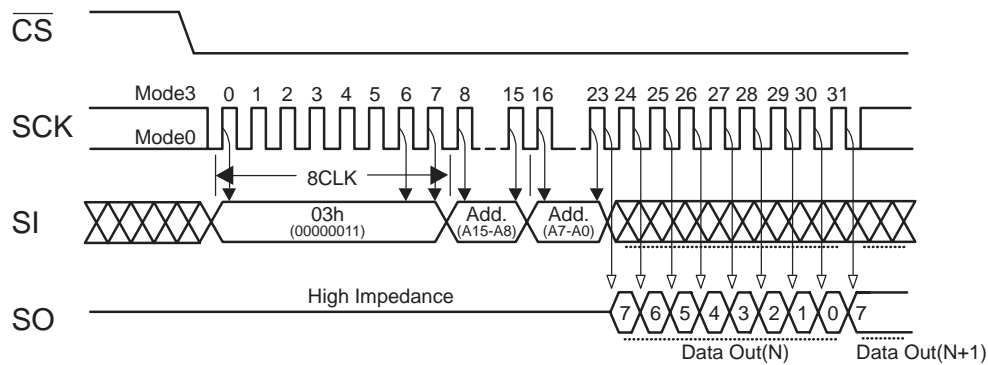 CS
Mode3 0 1 2 3 4 5 6 7 8 15 16 23 24 25 26 27 28 29 30 31
SCK
Mode0
8CLK
SI
03h
(00000011)
Add.
(A15-A8)
Add.
(A7-A0)
High Impedance
SO
7 6 5 4 3 2 1 0 7
Data Out(N)
Data Out(N+1)